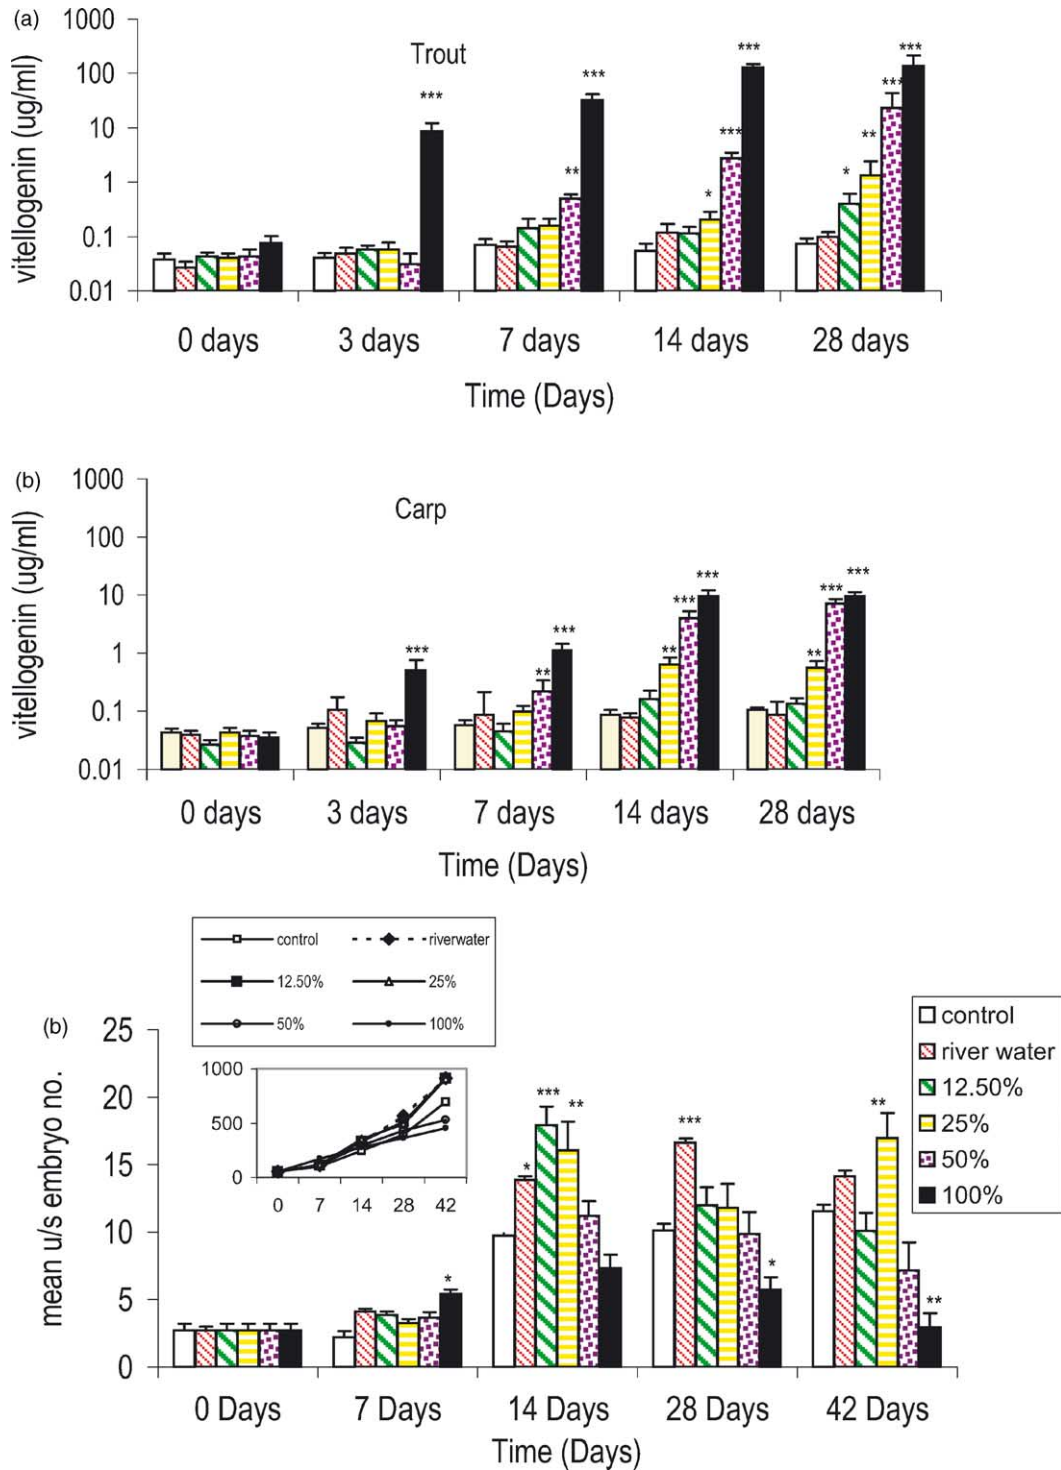 (a)
Trout
vitellogenin (ug/ml)
1000
100
10
1
0.1
0.01
*** *** *** *** *** *** ** * ** *
0 days 3 days 7 days 14 days 28 days
Time (Days)
(b)
Carp
vitellogenin (ug/ml)
1000
100
10
1
0.1
0.01
*** *** ** *** *** ** *** *** **
0 days 3 days 7 days 14 days 28 days
Time (Days)
control riverwater
12.50% 25%
50% 100%
(b)
mean u/s embryo no.
25
20
15
10
5
0
1000
500
0
0 7 14 28 42
control
river water
12.50%
25%
50%
100%
* * *** ** *** * ** **
0 Days 7 Days 14 Days 28 Days 42 Days
Time (Days)